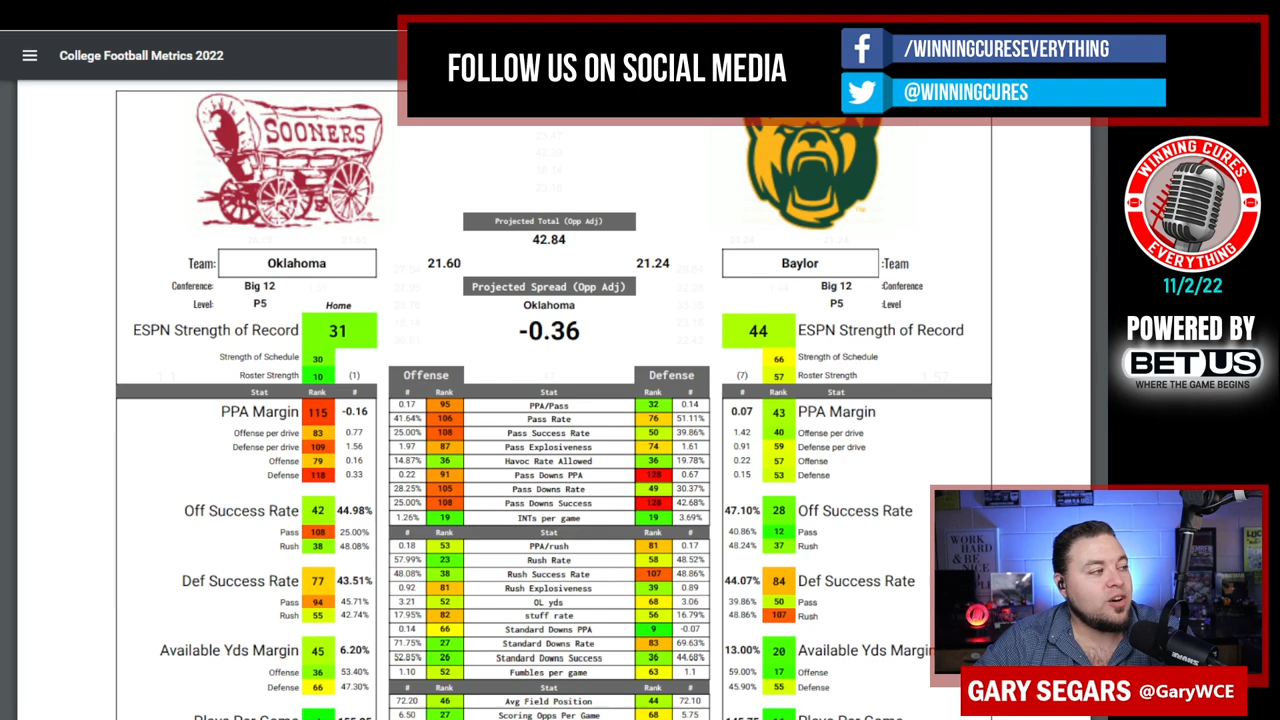 College Football Metrics 2022
FOLLOW US ON SOCIAL MEDIA
/WINNINGCURESEVERYTHING
@WINNINGCURES
SOONERS
Projected Total (Opp Adj)
42.84
Team: Oklahoma 21.60 21.24 Baylor :Team
Conference: Big 12 Projected Spread (Opp Adj) Big 12 :Conference
Level: P5 Home Oklahoma P5 :Level
-0.36
ESPN Strength of Record 31 44 ESPN Strength of Record
Strength of Schedule 30 66 Strength of Schedule
Roster Strength 10 (1) Offense Defense (7) 57 Roster Strength
Stat Rank # # Rank Stat Rank # # Rank Stat
PPA Margin 115 -0.16 0.07 43 PPA Margin
Offense per drive 83 0.77 1.42 40 Offense per drive
Defense per drive 109 1.56 0.91 59 Defense per drive
Offense 79 0.16 0.22 57 Offense
Defense 118 0.33 0.15 53 Defense
Off Success Rate 42 44.98% 47.10% 28 Off Success Rate
Pass 108 25.00% 40.86% 12 Pass
Rush 38 48.08% 48.24% 37 Rush
Def Success Rate 77 43.51% 44.07% 84 Def Success Rate
Pass 94 45.71% 39.86% 50 Pass
Rush 55 42.74% 48.86% 107 Rush
Available Yds Margin 45 6.20% 13.00% 20 Available Yds Margin
Offense 36 53.40% 59.00% 17 Offense
Defense 66 47.30% 45.90% 55 Defense
0.17 95 PPA/Pass 32 0.14
41.64% 106 Pass Rate 76 51.11%
25.00% 108 Pass Success Rate 50 39.86%
1.97 87 Pass Explosiveness 74 1.61
14.87% 36 Havoc Rate Allowed 36 19.78%
0.22 91 Pass Downs PPA 128 0.67
28.25% 105 Pass Downs Rate 49 30.37%
25.00% 108 Pass Downs Success 128 42.68%
1.26% 19 INTs per game 19 3.69%
# Rank Stat Rank #
0.18 53 PPA/rush 81 0.17
57.99% 23 Rush Rate 58 48.52%
48.08% 38 Rush Success Rate 107 48.86%
0.92 81 Rush Explosiveness 39 0.89
3.21 52 OL yds 68 3.06
17.95% 82 stuff rate 56 16.79%
0.14 66 Standard Downs PPA 9 -0.07
71.75% 27 Standard Downs Rate 83 69.63%
52.85% 26 Standard Downs Success 36 44.68%
1.10 52 Fumbles per game 63 1.1
# Rank Stat Rank #
72.20 46 Avg Field Position 44 72.10
6.50 27 Scoring Opps Per Game 68 5.75
WINNING CURES
EVERYTHING
11/2/22
POWERED BY
BETUS
WHERE THE GAME BEGINS
WORK
HARD
& BE
NICE
GARY SEGARS @GaryWCE